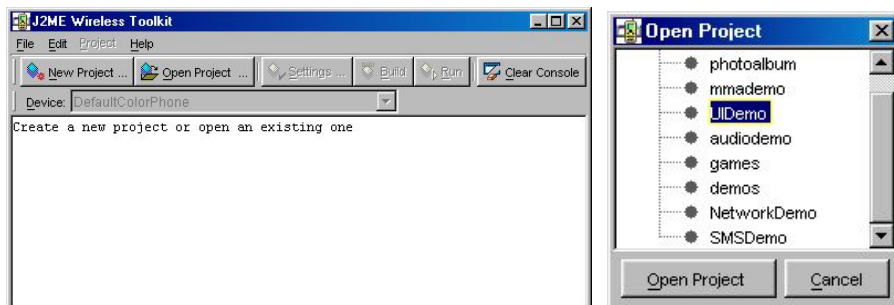 J2ME Wireless Toolkit
File Edit Project Help
New Project ... Open Project ... Settings ... Build Run Clear Console
Device: DefaultColorPhone
Create a new project or open an existing one
Open Project
photoalbum
mmademo
UIDemo
audiodemo
games
demos
NetworkDemo
SMSDemo
Open Project Cancel